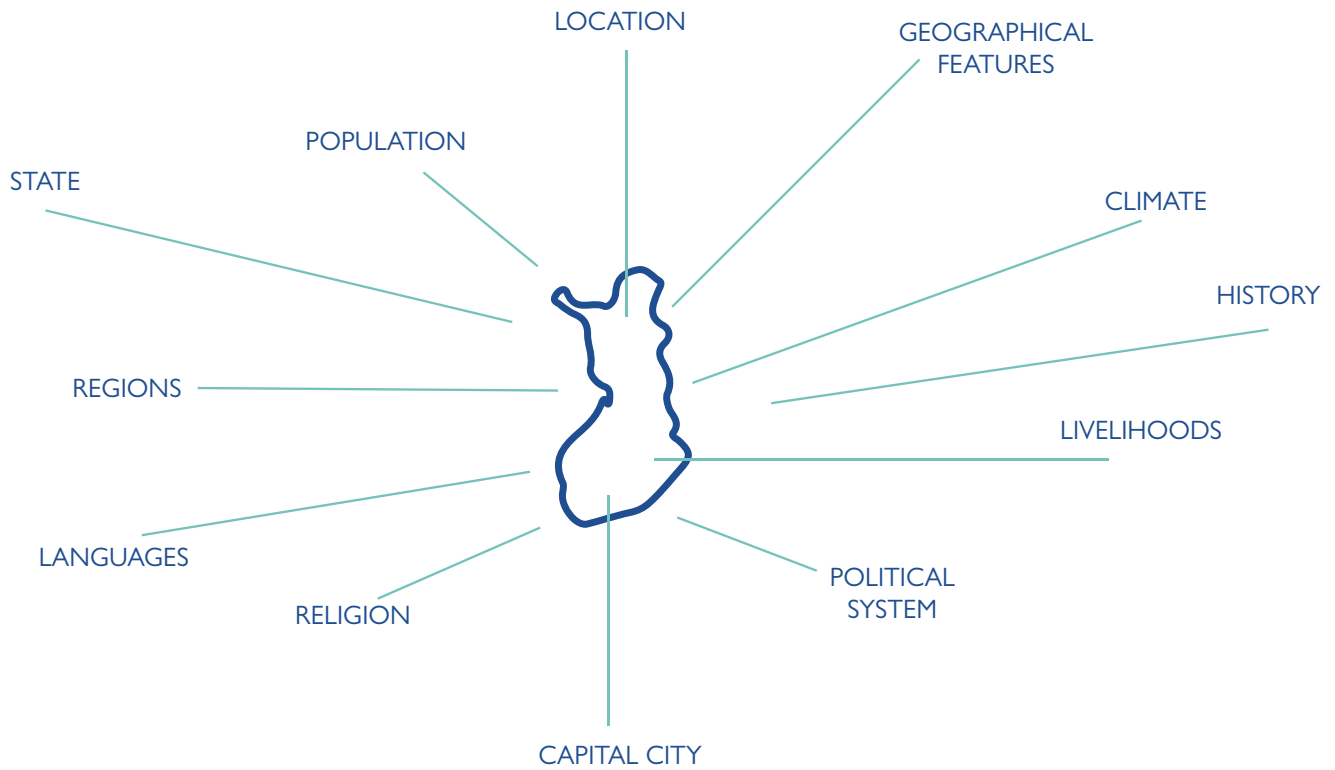 LOCATION
GEOGRAPHICAL
FEATURES
POPULATION
STATE
CLIMATE
HISTORY
REGIONS
LIVELIHOODS
LANGUAGES
POLITICAL
SYSTEM
RELIGION
CAPITAL CITY